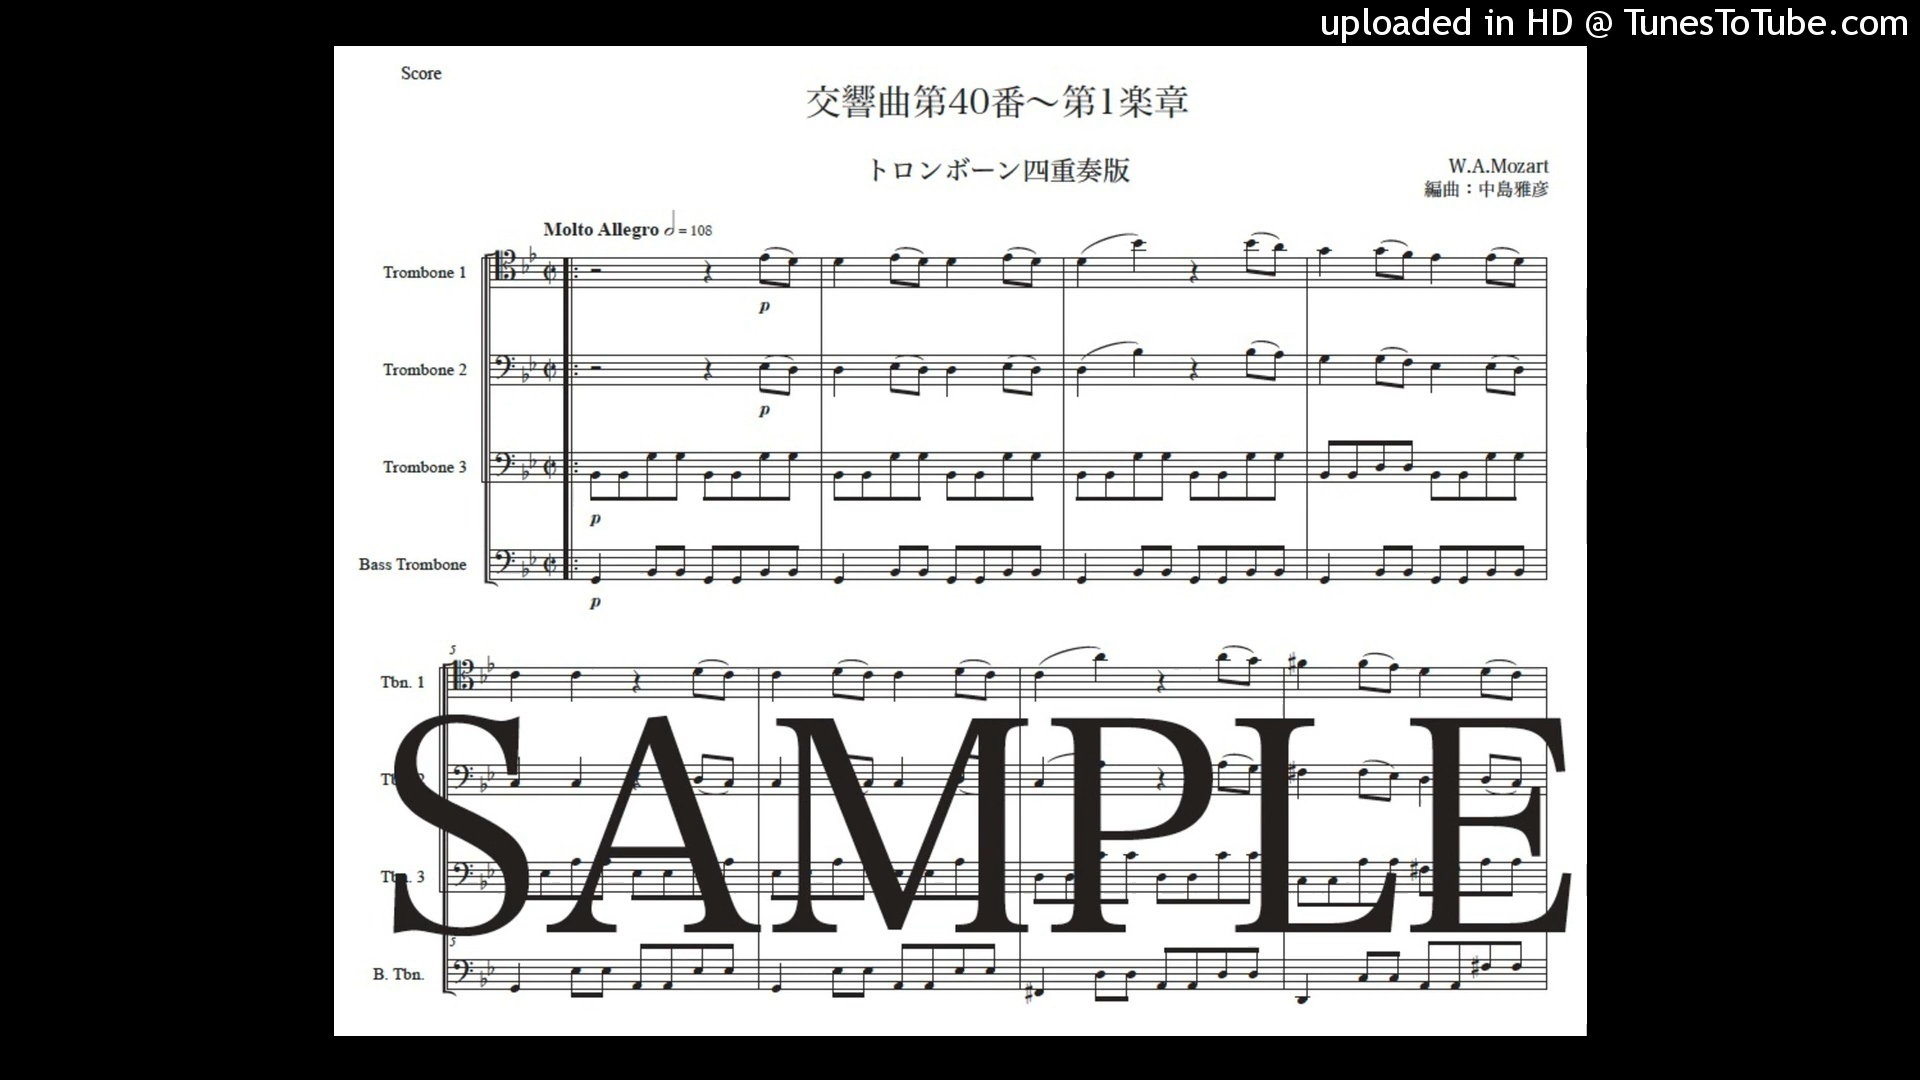 uploaded in HD @ TunesToTube.com
Score
交響曲第40番～第1楽章
トロンボーン四重奏版
W.A.Mozart
編曲：中島雅彦
Molto Allegro = 108
Trombone 1
p
Trombone 2
p
Trombone 3
p
Bass Trombone
p
5
Tbn. 1
Tbn. 3
5
B. Tbn.
SAMPLE